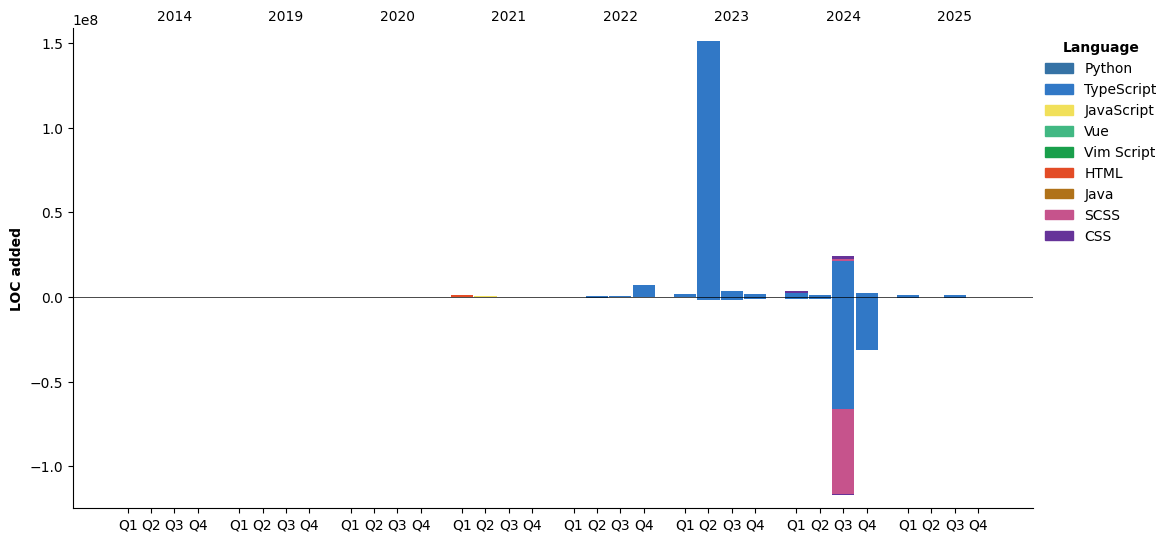 1e8
2014 2019 2020 2021 2022 2023 2024 2025
1.5
1.0
0.5
0.0
−0.5
−1.0
LOC added
Q1 Q2 Q3 Q4 Q1 Q2 Q3 Q4 Q1 Q2 Q3 Q4 Q1 Q2 Q3 Q4 Q1 Q2 Q3 Q4 Q1 Q2 Q3 Q4 Q1 Q2 Q3 Q4 Q1 Q2 Q3 Q4
Language
Python
TypeScript
JavaScript
Vue
Vim Script
HTML
Java
SCSS
CSS